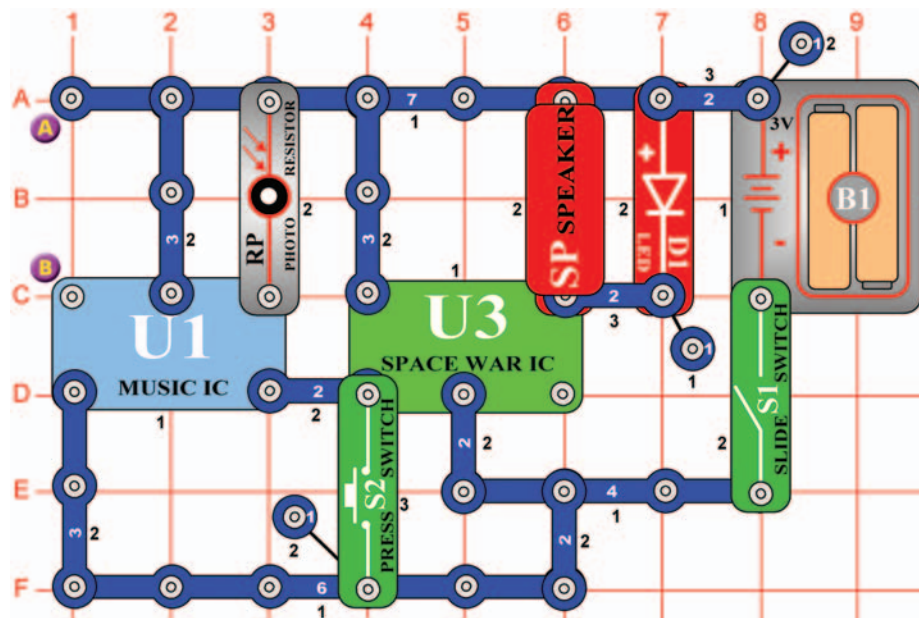 1 2 3 4 5 6 7 8 9
1 2
A 7 3 2
A 1 3V
RESISTOR
PHOTO
RP
2
SPEAKER
SP
2
+
LED
D1
2
+
-
B1
1
B 3 2
3 2
B
C U1
MUSIC IC
1
1
U3
SPACE WAR IC
2
3
1
1
SWITCH
SLIDE
S1
2
D 2
2
SWITCH
PRESS
S2
3
2 2
E 4
1
1
2
3 2
2 2
F 6
1